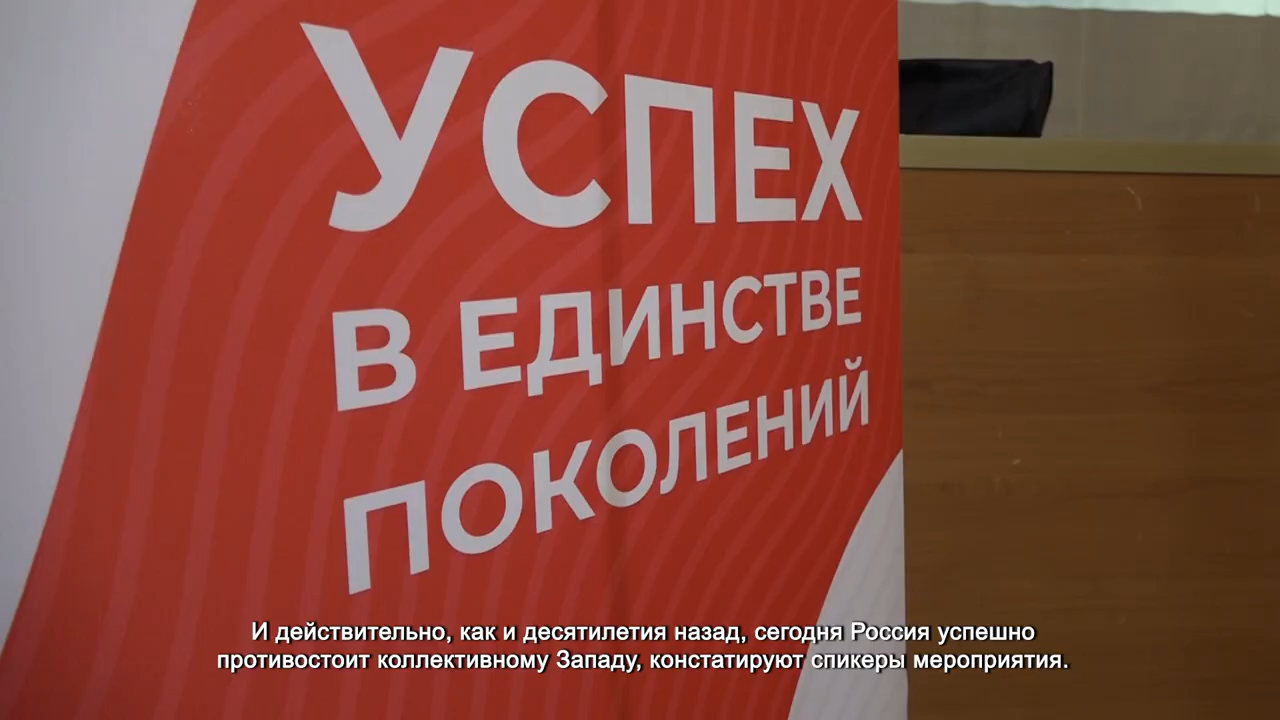 УСПЕХ
В ЕДИНСТВЕ
ПОКОЛЕНИЙ
И действительно, как и десятилетия назад, сегодня Россия успешно
противостоит коллективному Западу, констатируют спикеры мероприятия.